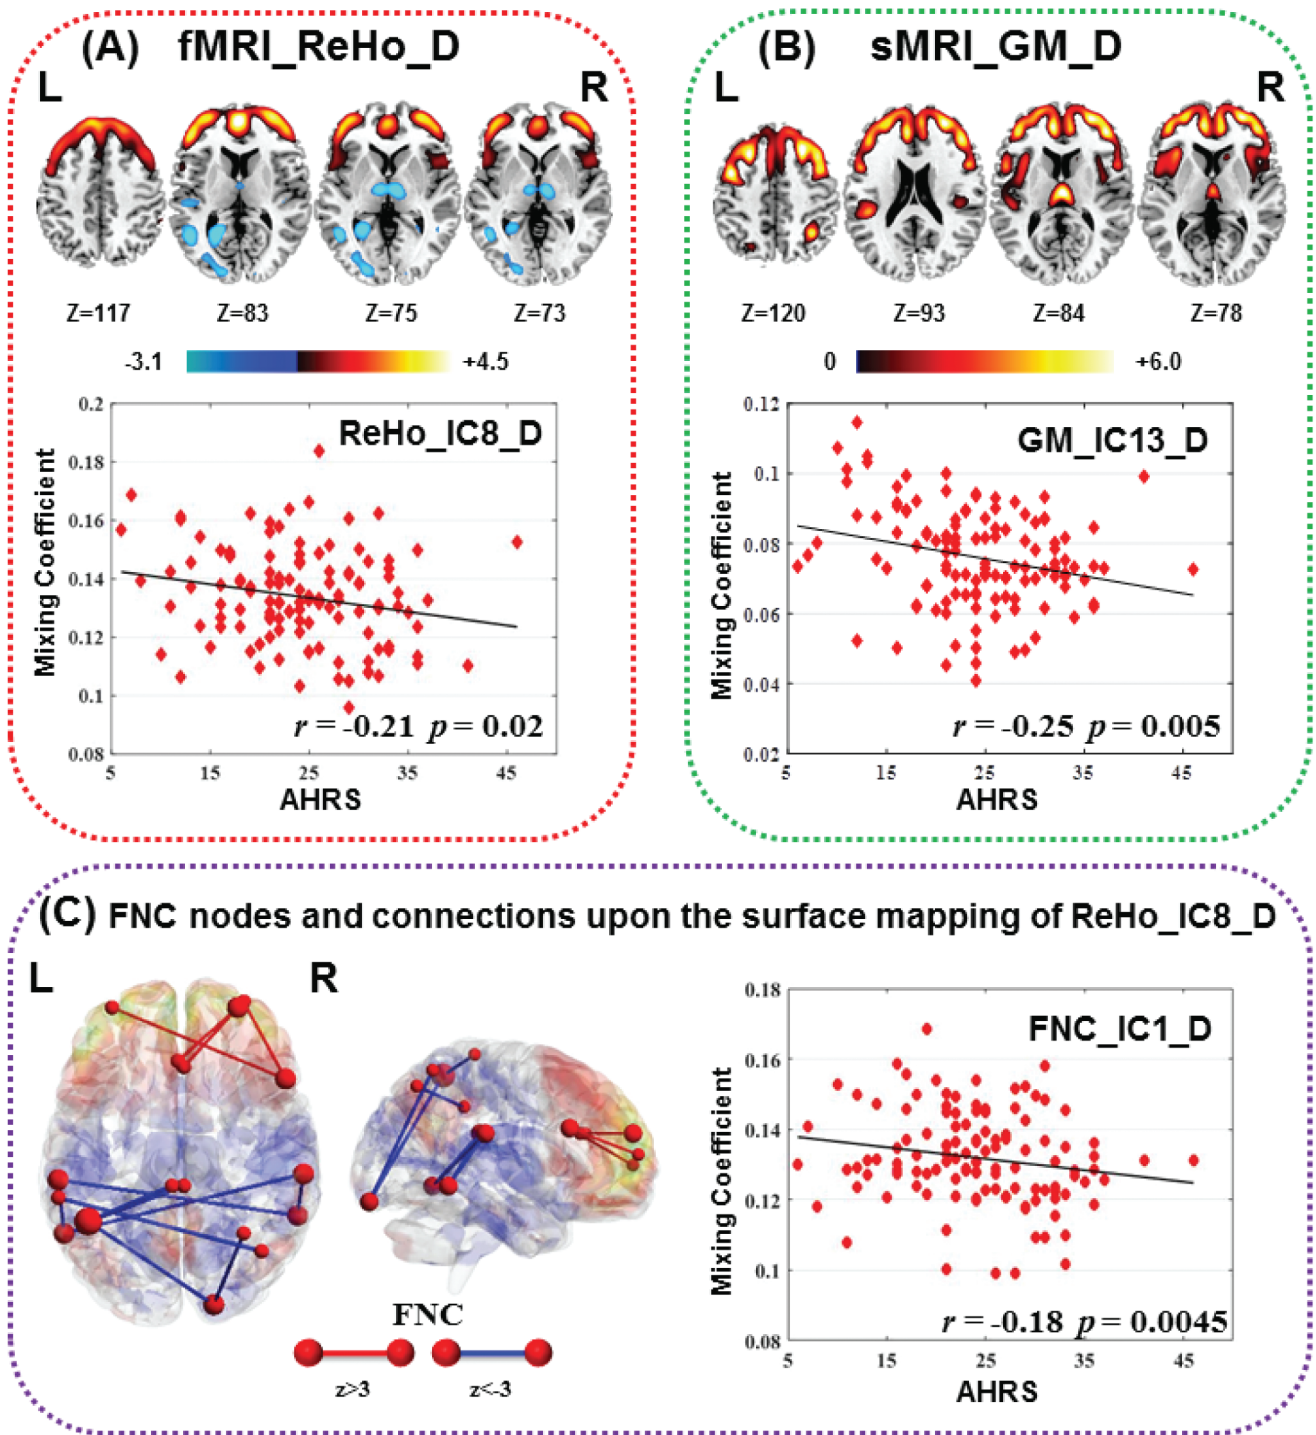 (A) fMRI_ReHo_D
L R
Z=117 Z=83 Z=75 Z=73
-3.1 +4.5
0.2
0.18
0.16
0.14
0.12
0.1
0.08
Mixing Coefficient
ReHo_IC8_D
r = -0.21 p = 0.02
5 15 25 35 45
AHRS
(B) sMRI_GM_D
L R
Z=120 Z=93 Z=84 Z=78
0 +6.0
0.12
0.1
0.08
0.06
0.04
0.02
Mixing Coefficient
GM_IC13_D
r = -0.25 p = 0.005
5 15 25 35 45
AHRS
(C) FNC nodes and connections upon the surface mapping of ReHo_IC8_D
L R
FNC
z>3 z<-3
0.18
0.16
0.14
0.12
0.1
0.08
Mixing Coefficient
FNC_IC1_D
r = -0.18 p = 0.0045
5 15 25 35 45
AHRS